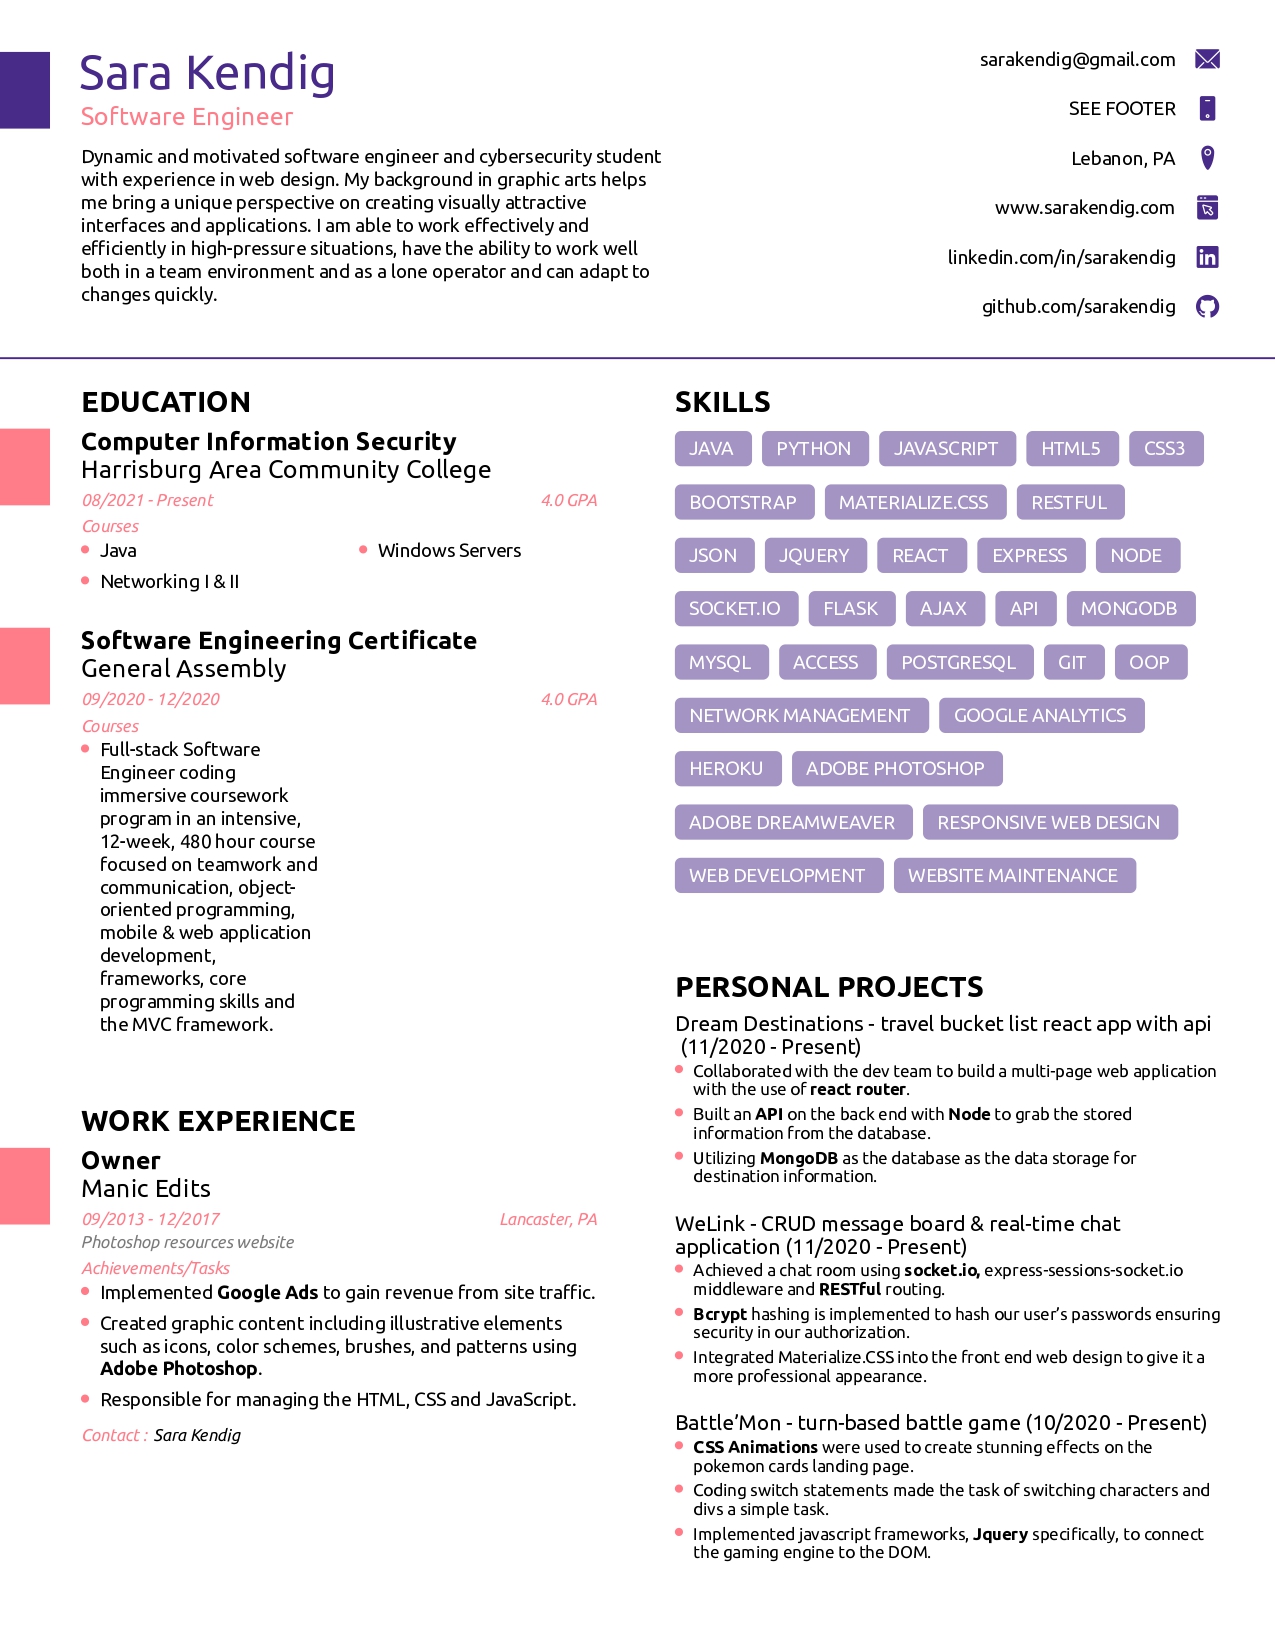 Sara Kendig
Software Engineer
Dynamic and motivated software engineer and cybersecurity student
with experience in web design. My background in graphic arts helps
me bring a unique perspective on creating visually attractive
interfaces and applications. I am able to work effectively and
efficiently in high-pressure situations, have the ability to work well
both in a team environment and as a lone operator and can adapt to
changes quickly.
sarakendig@gmail.com
SEE FOOTER
Lebanon, PA
www.sarakendig.com
linkedin.com/in/sarakendig
github.com/sarakendig
EDUCATION
Computer Information Security
Harrisburg Area Community College
08/2021 - Present 4.0 GPA
Courses
Java Windows Servers
Networking I & II
Software Engineering Certificate
General Assembly
09/2020 - 12/2020 4.0 GPA
Courses
Full-stack Software
Engineer coding
immersive coursework
program in an intensive,
12-week, 480 hour course
focused on teamwork and
communication, object-
oriented programming,
mobile & web application
development,
frameworks, core
programming skills and
the MVC framework.
WORK EXPERIENCE
Owner
Manic Edits
09/2013 - 12/2017 Lancaster, PA
Photoshop resources website
Achievements/Tasks
Implemented Google Ads to gain revenue from site traffic.
Created graphic content including illustrative elements
such as icons, color schemes, brushes, and patterns using
Adobe Photoshop.
Responsible for managing the HTML, CSS and JavaScript.
Contact : Sara Kendig
SKILLS
JAVA PYTHON JAVASCRIPT HTML5 CSS3
BOOTSTRAP MATERIALIZE.CSS RESTFUL
JSON JQUERY REACT EXPRESS NODE
SOCKET.IO FLASK AJAX API MONGODB
MYSQL ACCESS POSTGRESQL GIT OOP
NETWORK MANAGEMENT GOOGLE ANALYTICS
HEROKU ADOBE PHOTOSHOP
ADOBE DREAMWEAVER RESPONSIVE WEB DESIGN
WEB DEVELOPMENT WEBSITE MAINTENANCE
PERSONAL PROJECTS
Dream Destinations - travel bucket list react app with api
(11/2020 - Present)
Collaborated with the dev team to build a multi-page web application
with the use of react router.
Built an API on the back end with Node to grab the stored
information from the database.
Utilizing MongoDB as the database as the data storage for
destination information.
WeLink - CRUD message board & real-time chat
application (11/2020 - Present)
Achieved a chat room using socket.io, express-sessions-socket.io
middleware and RESTful routing.
Bcrypt hashing is implemented to hash our user's passwords ensuring
security in our authorization.
Integrated Materialize.CSS into the front end web design to give it a
more professional appearance.
Battle'Mon - turn-based battle game (10/2020 - Present)
CSS Animations were used to create stunning effects on the
pokemon cards landing page.
Coding switch statements made the task of switching characters and
divs a simple task.
Implemented javascript frameworks, Jquery specifically, to connect
the gaming engine to the DOM.